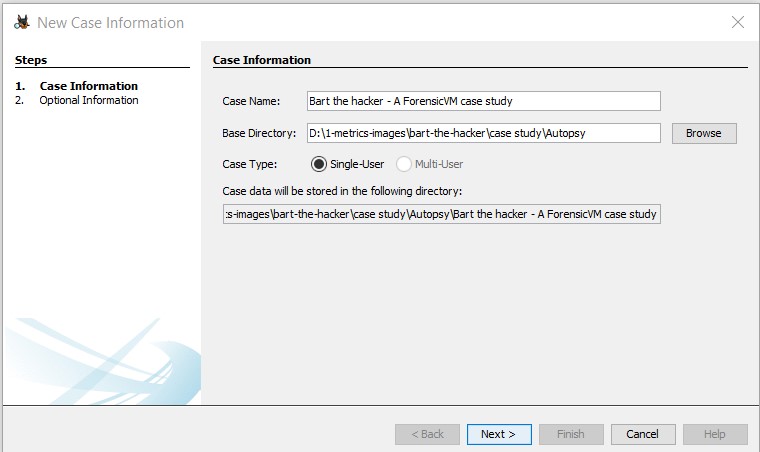 New Case Information
Steps
1. Case Information
2. Optional Information
Case Information
Case Name: Bart the hacker - A ForensicVM case study
Base Directory: D:\1-metrics-images\bart-the-hacker\case study\Autopsy Browse
Case Type: Single-User Multi-User
Case data will be stored in the following directory:
:s-images\bart-the-hacker\case study\Autopsy\Bart the hacker - A ForensicVM case study
< Back Next > Finish Cancel Help